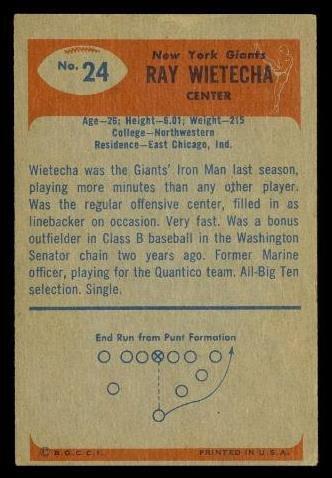 No. 24
New York Giants
RAY WIETECHA
CENTER
Age—26; Height—6.01; Weight—215
College—Northwestern
Residence—East Chicago, Ind.
Wietecha was the Giants' Iron Man last season,
playing more minutes than any other player.
Was the regular offensive center, filled in as
linebacker on occasion. Very fast. Was a bonus
outfielder in Class B baseball in the Washington
Senator chain two years ago. Former Marine
officer, playing for the Quantico team. All-Big Ten
selection. Single.
End Run from Punt Formation
© B.G.C.C.I.
PRINTED IN U.S.A.